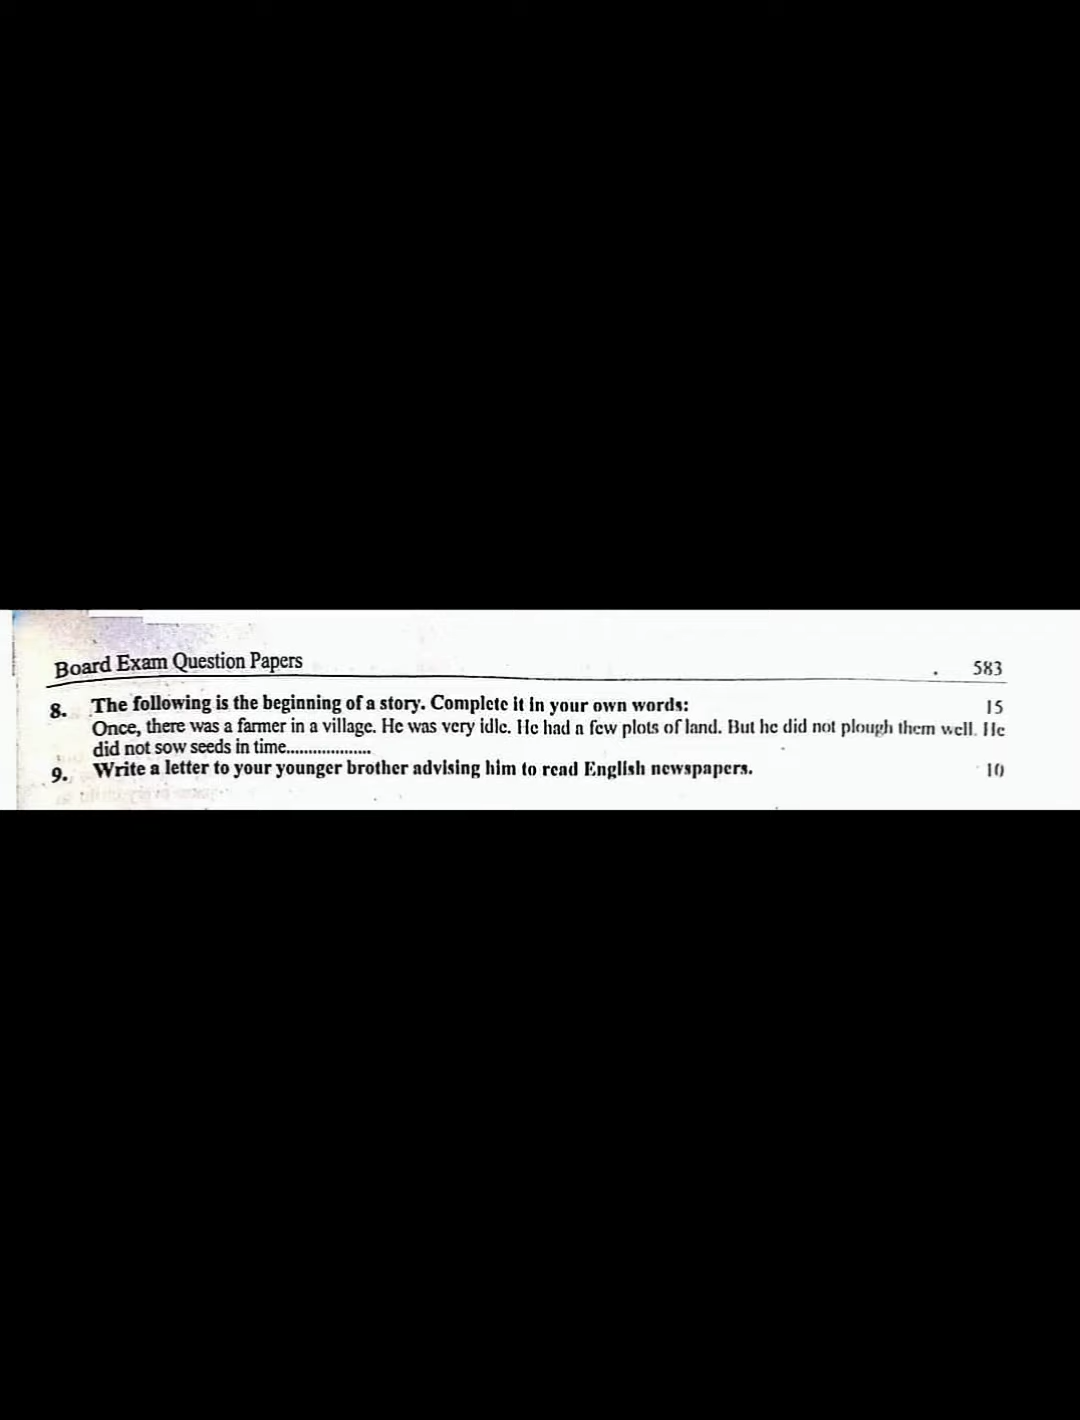 Board Exam Question Papers 583
8. The following is the beginning of a story. Complete it in your own words: 15
Once, there was a farmer in a village. He was very idle. He had a few plots of land. But he did not plough them well. He
did not sow seeds in time...................
9. Write a letter to your younger brother advising him to read English newspapers. 10